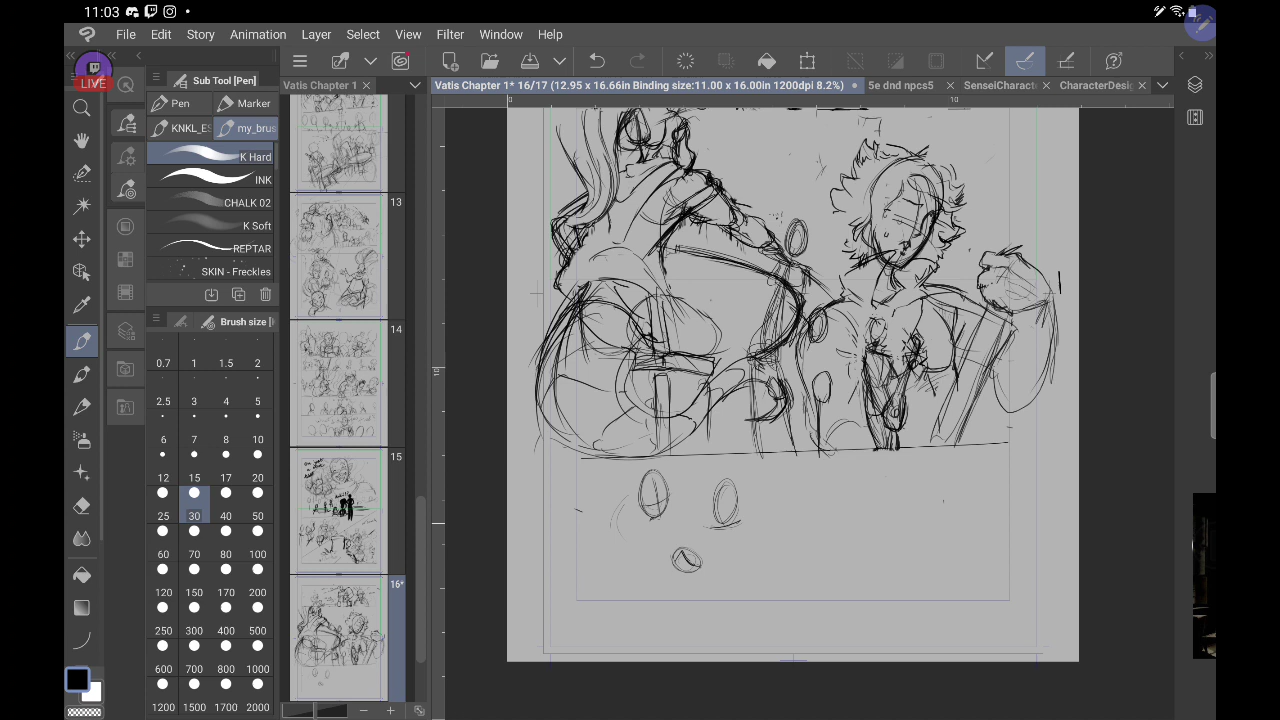 11:03
File Edit Story Animation Layer Select View Filter Window Help
LIVE
Sub Tool [Pen]
Pen Marker
KNKL_ES my_brus
K Hard
INK
CHALK 02
K Soft
REPTAR
SKIN - Freckles
Brush size [
0.7 1 1.5 2
2.5 3 4 5
6 7 8 10
12 15 17 20
25 30 40 50
60 70 80 100
120 150 170 200
250 300 400 500
600 700 800 1000
1200 1500 1700 2000
Vatis Chapter 1
13
14
15
16*
Vatis Chapter 1* 16/17 (12.95 x 16.66in Binding size:11.00 x 16.00in 1200dpi 8.2%)
5e dnd npcs5
SenseiCharact
CharacterDesig
0 10